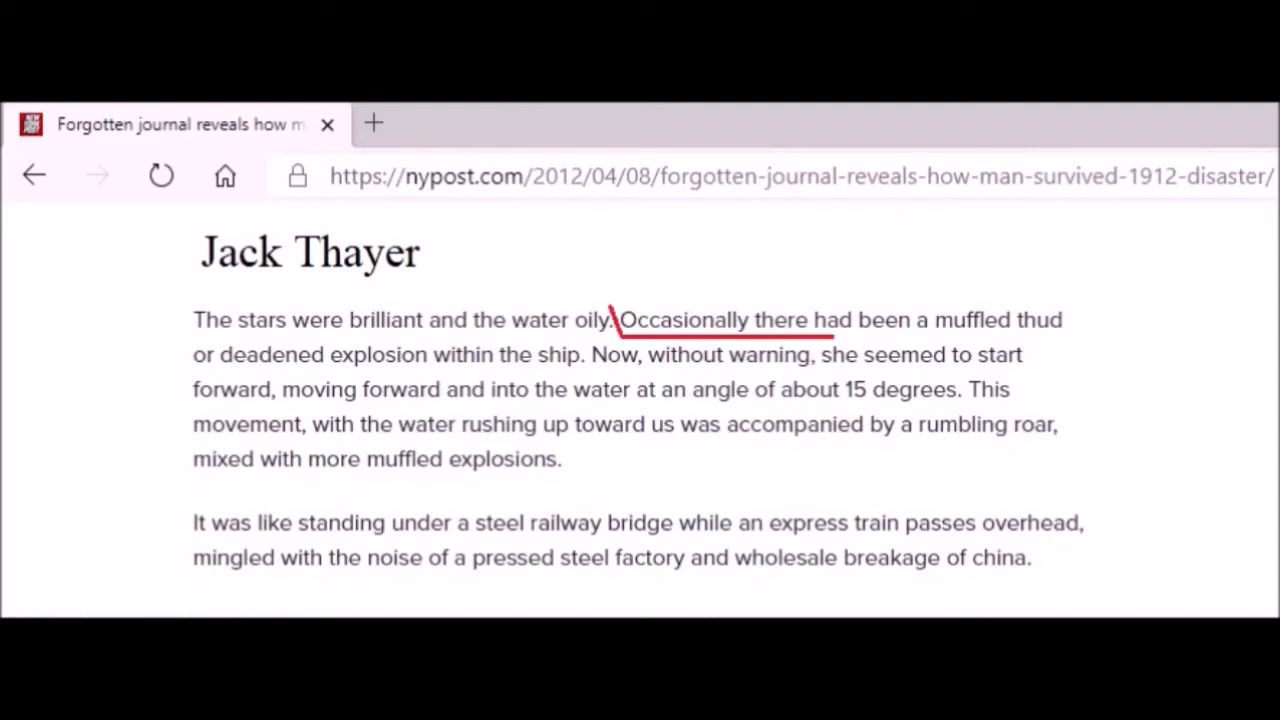 Forgotten journal reveals how m
https://nypost.com/2012/04/08/forgotten-journal-reveals-how-man-survived-1912-disaster/
Jack Thayer
The stars were brilliant and the water oily. Occasionally there had been a muffled thud
or deadened explosion within the ship. Now, without warning, she seemed to start
forward, moving forward and into the water at an angle of about 15 degrees. This
movement, with the water rushing up toward us was accompanied by a rumbling roar,
mixed with more muffled explosions.
It was like standing under a steel railway bridge while an express train passes overhead,
mingled with the noise of a pressed steel factory and wholesale breakage of china.